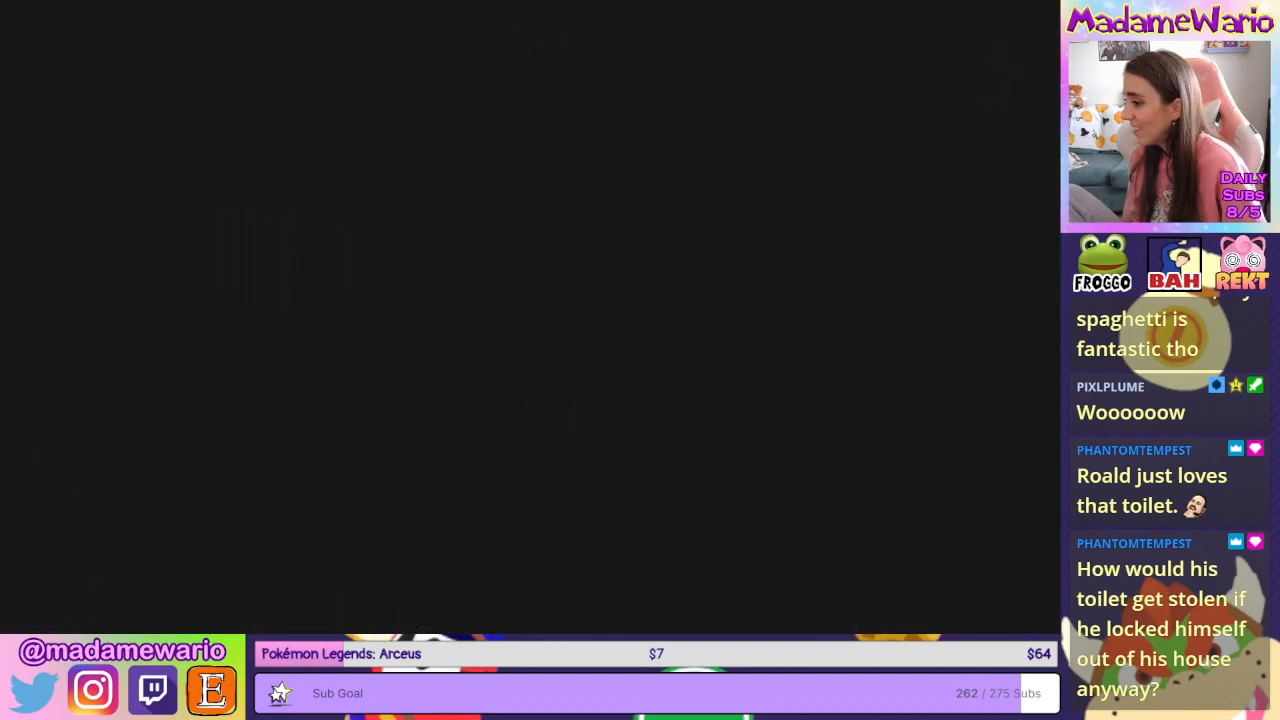 MadameWario
Daily
Subs
8/5
FROGGO
BAH
REKT
spaghetti is
fantastic tho
PIXLPLUME
Woooooow
PHANTOMTEMPEST
Roald just loves
that toilet.
PHANTOMTEMPEST
How would his
toilet get stolen if
he locked himself
out of his house
anyway?
@madamewario
E
Pokémon Legends: Arceus $7 $64
Sub Goal 262 / 275 Subs